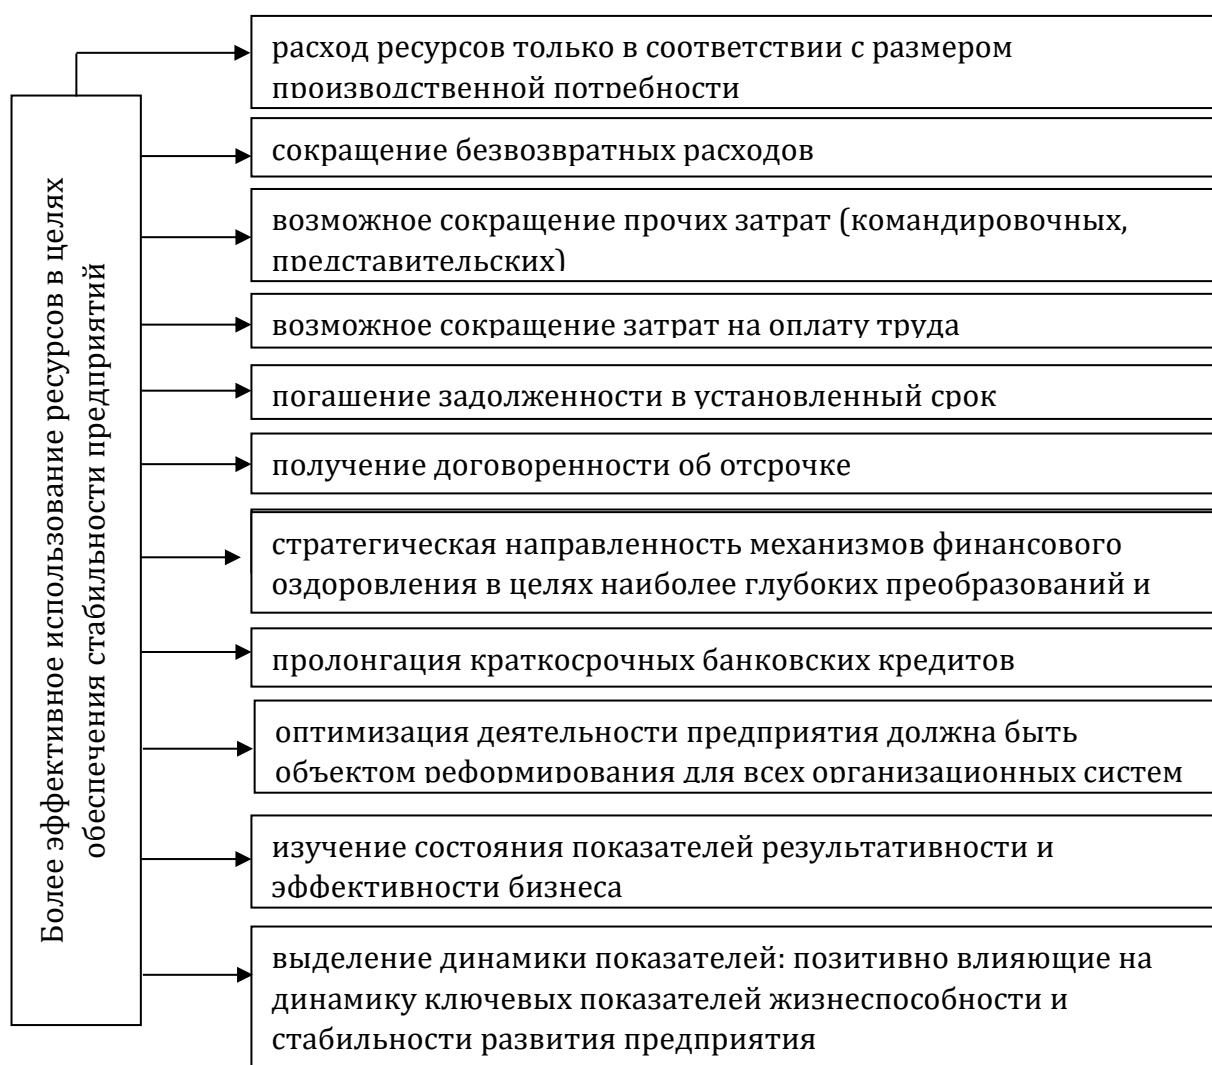 Более эффективное использование ресурсов в целях
обеспечения стабильности предприятий
расход ресурсов только в соответствии с размером
производственной потребности
сокращение безвозвратных расходов
возможное сокращение прочих затрат (командировочных,
представительских)
возможное сокращение затрат на оплату труда
погашение задолженности в установленный срок
получение договоренности об отсрочке
стратегическая направленность механизмов финансового
оздоровления в целях наиболее глубоких преобразований и
пролонгация краткосрочных банковских кредитов
оптимизация деятельности предприятия должна быть
объектом реформирования для всех организационных систем
изучение состояния показателей результативности и
эффективности бизнеса
выделение динамики показателей: позитивно влияющие на
динамику ключевых показателей жизнеспособности и
стабильности развития предприятия